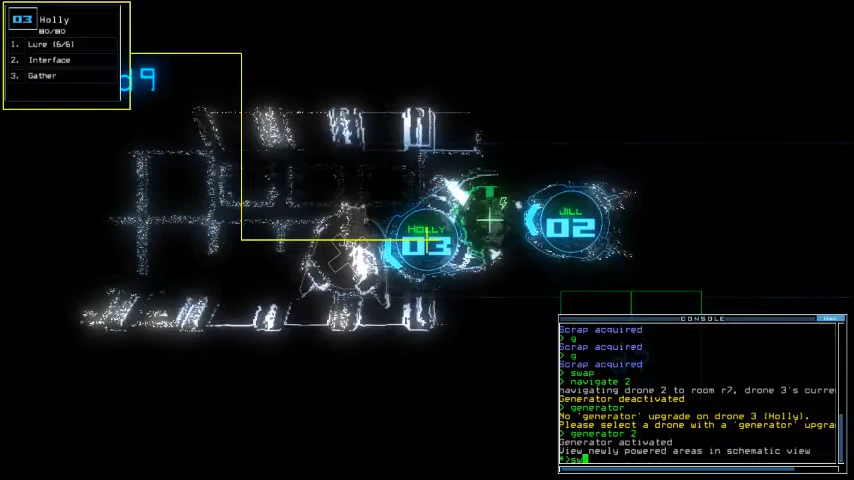 03 Holly
80/80
1. Lure (6/6)
2. Interface
3. Gather
d9
HOLLY
03
JILL
02
CONSOLE
Scrap acquired
> g
Scrap acquired
> g
Scrap acquired
> swap
> navigate 2
navigating drone 2 to room r7, drone 3's curre
Generator deactivated
> generator
No 'generator' upgrade on drone 3 (Holly).
Please select a drone with a 'generator' upgra
> generator 2
Generator activated
View newly powered areas in schematic view
>sw